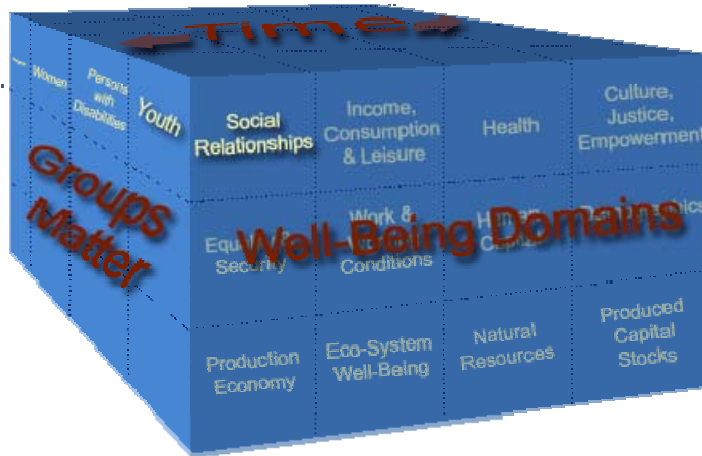 Time
Women
Persons
with
Disabilities
Youth
Groups
Matter
Social
Relationships
Income,
Consumption
& Leisure
Health
Culture,
Justice,
Empowerment
Well-Being Domains
Security
Work &
Conditions
Production
Economy
Eco-System
Well-Being
Natural
Resources
Produced
Capital
Stocks